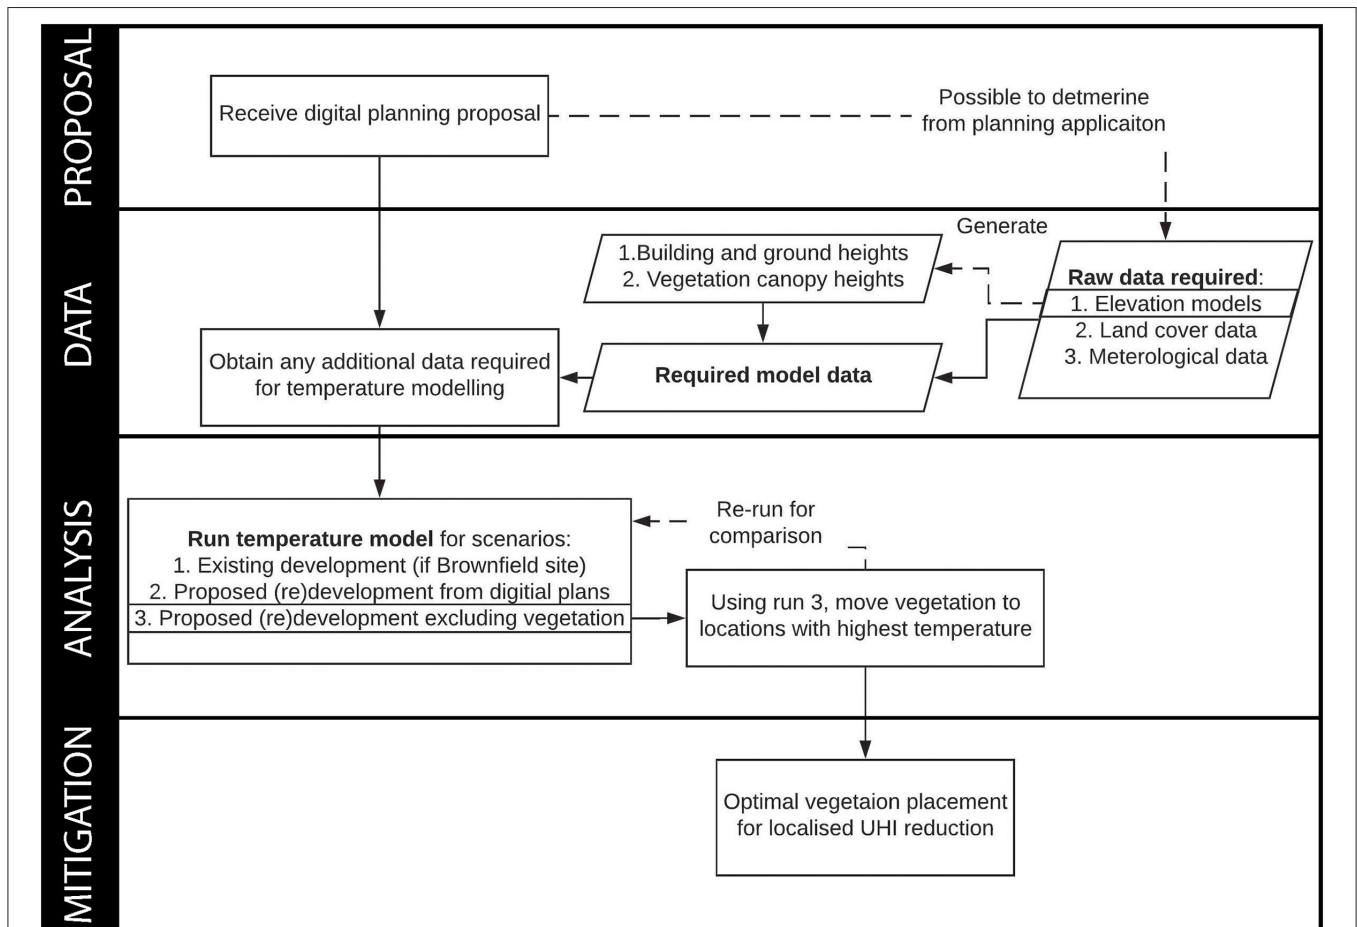 PROPOSAL
Receive digital planning proposal
Possible to detmerine
from planning applicaiton
DATA
Generate
1.Building and ground heights
2. Vegetation canopy heights
Raw data required:
1. Elevation models
2. Land cover data
3. Meterological data
Obtain any additional data required
for temperature modelling
Required model data
ANALYSIS
Run temperature model for scenarios:
1. Existing development (if Brownfield site)
2. Proposed (re)development from digitial plans
3. Proposed (re)development excluding vegetation
Re-run for
comparison
Using run 3, move vegetation to
locations with highest temperature
MITIGATION
Optimal vegetaion placement
for localised UHI reduction